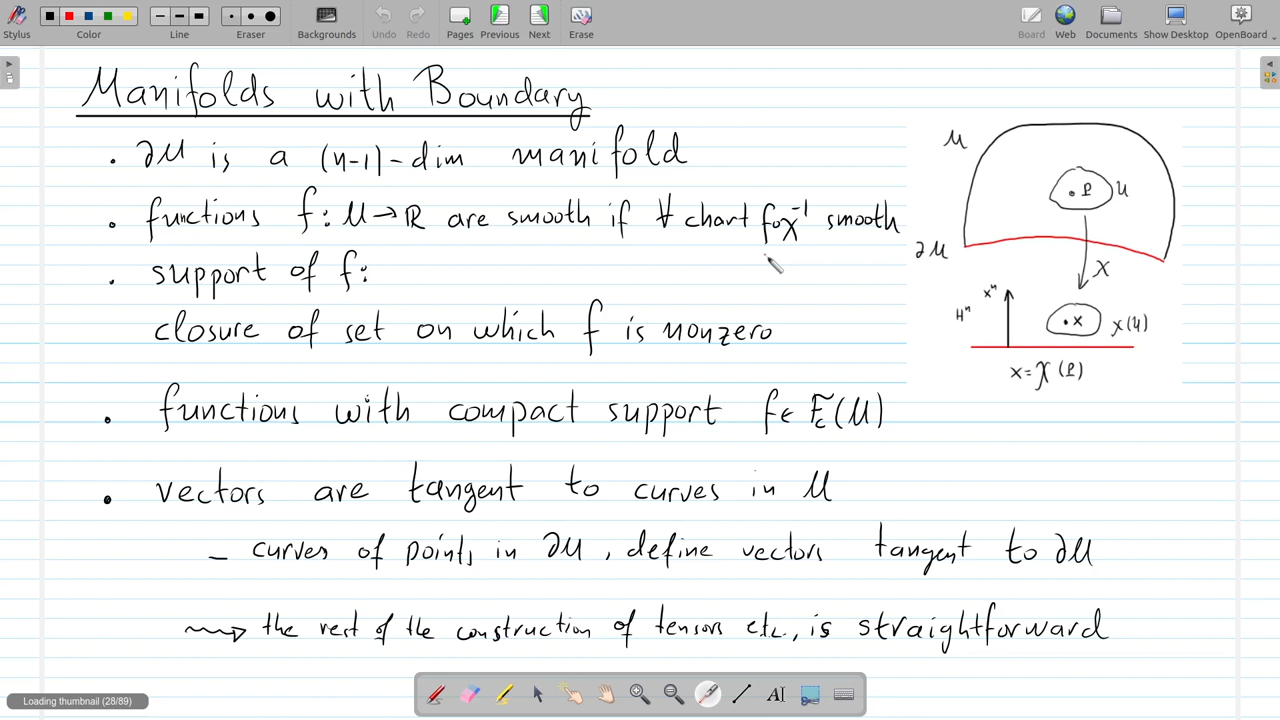 Stylus Color Line Eraser Backgrounds Undo Redo Pages Previous Next Erase Board Web Documents Show Desktop OpenBoard
Manifolds with Boundary
· ∂M is a (n-1)-dim manifold
· functions f: M → ℝ are smooth if ∀ chart f∘χ⁻¹ smooth
· support of f:
closure of set on which f is nonzero
· functions with compact support f ∈ F_c(M)
· vectors are tangent to curves in M
- curves of points in ∂M, define vectors tangent to ∂M
⇝ the rest of the construction of tensors etc., is straightforward
M
p U
∂M
χ
xⁿ
Hⁿ
x χ(U)
x = χ(p)
AI
Loading thumbnail (28/89)